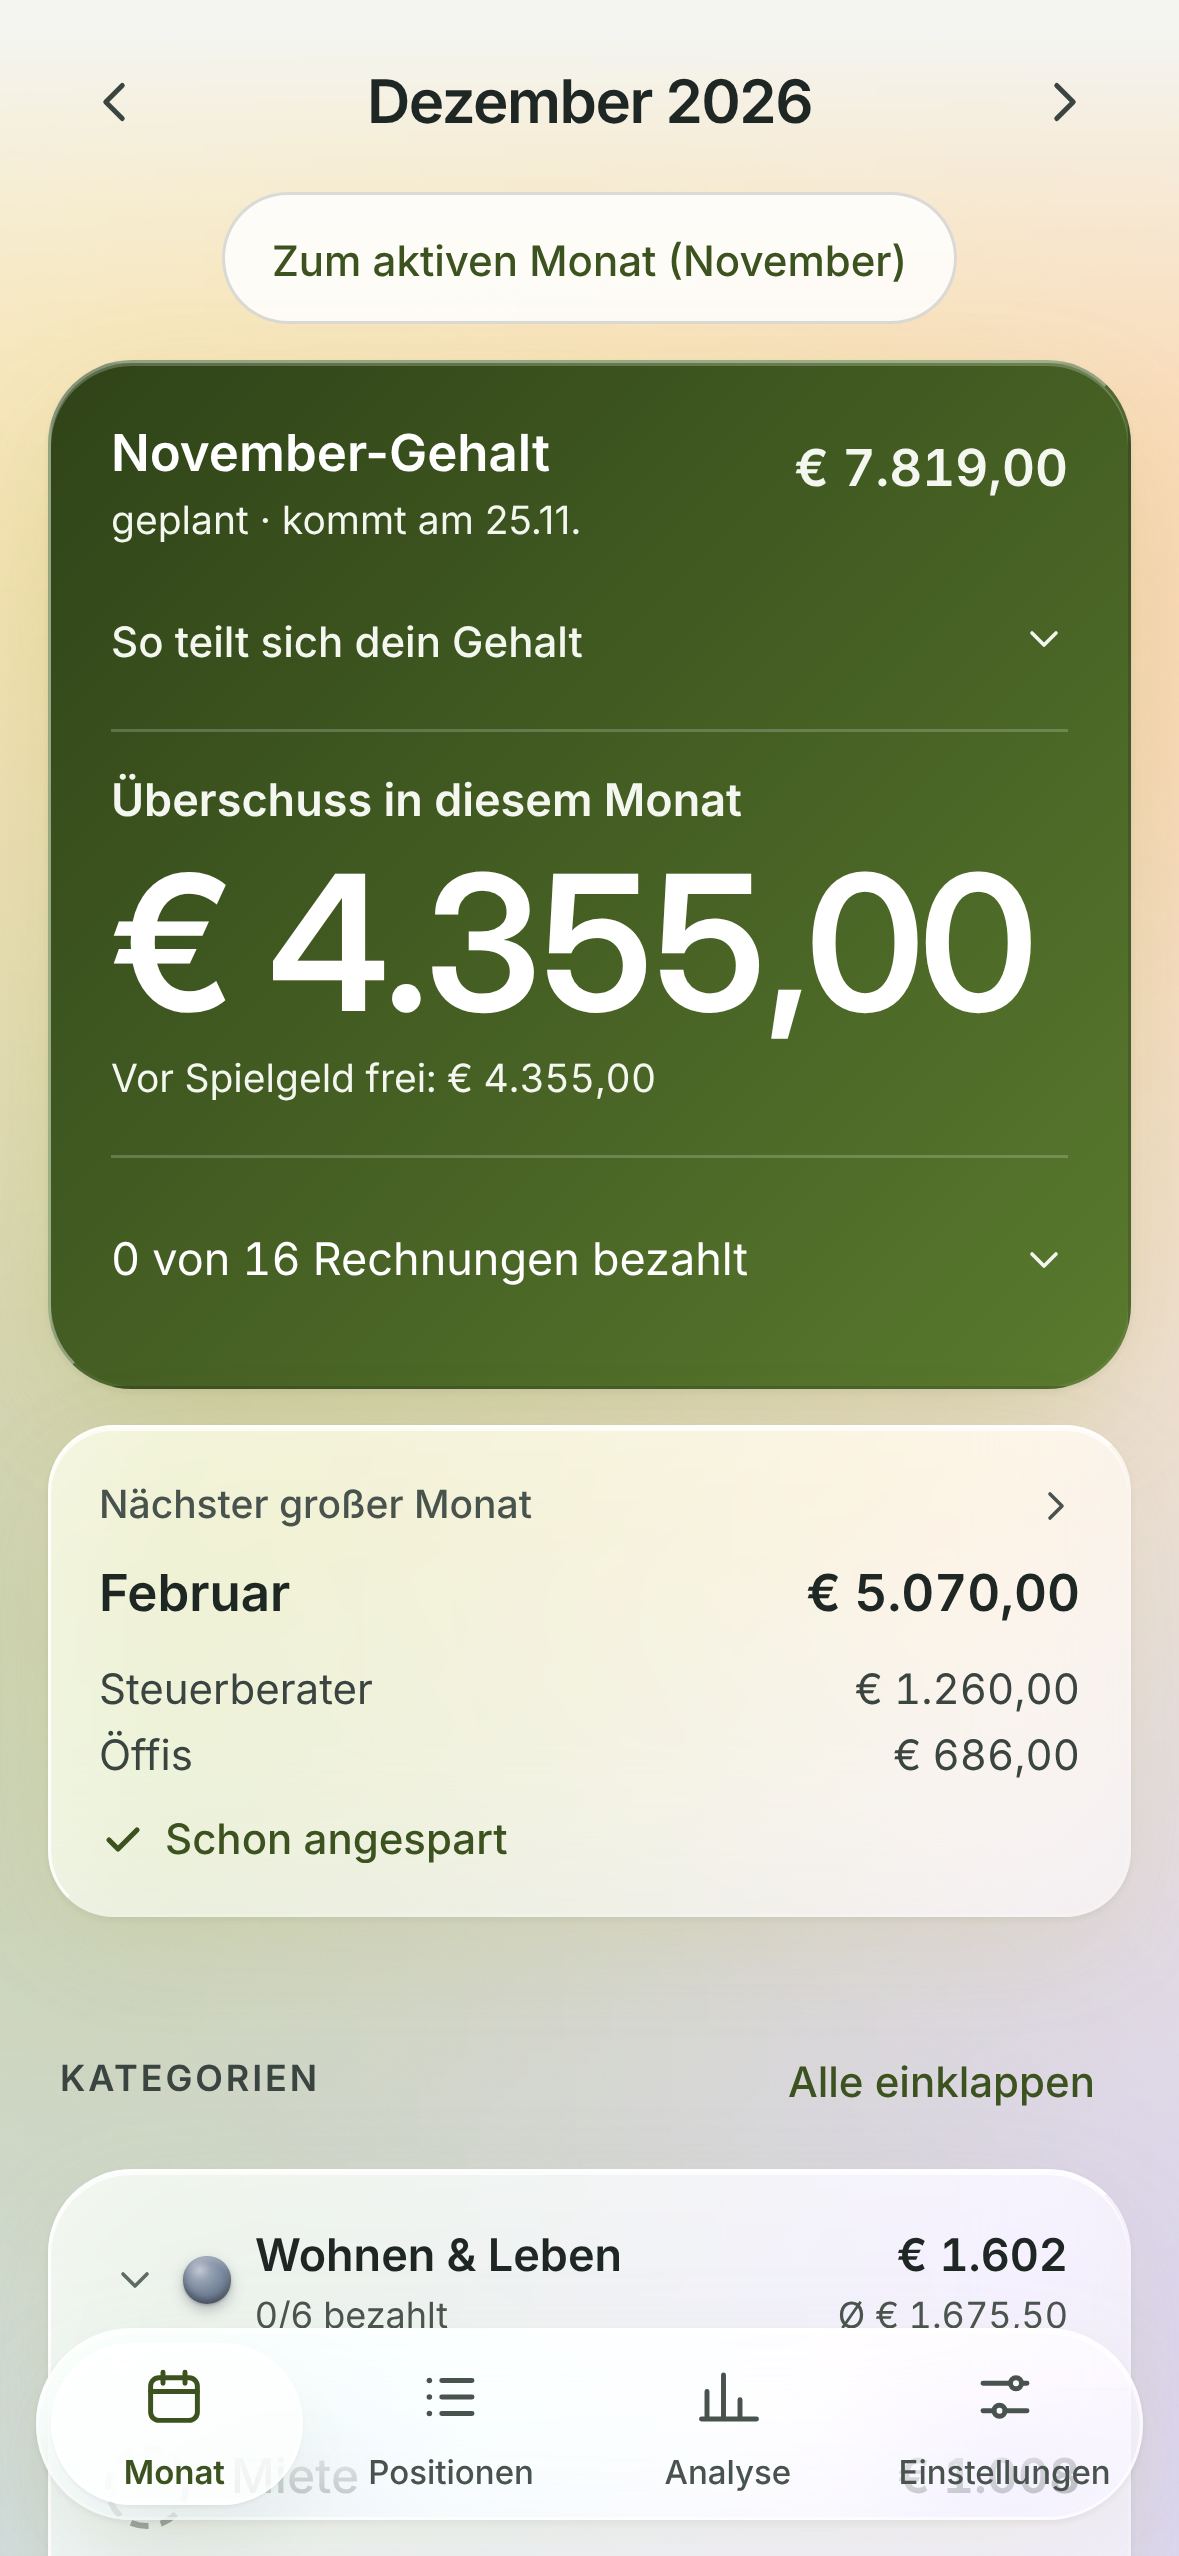 Dezember 2026
Zum aktiven Monat (November)
November-Gehalt
€ 7.819,00
geplant · kommt am 25.11.
So teilt sich dein Gehalt
Überschuss in diesem Monat
€ 4.355,00
Vor Spielgeld frei: € 4.355,00
0 von 16 Rechnungen bezahlt
Nächster großer Monat
Februar € 5.070,00
Steuerberater € 1.260,00
Öffis € 686,00
Schon angespart
KATEGORIEN Alle einklappen
Wohnen & Leben € 1.602
0/6 bezahlt Ø € 1.675,50
Miete
Monat Positionen Analyse Einstellungen